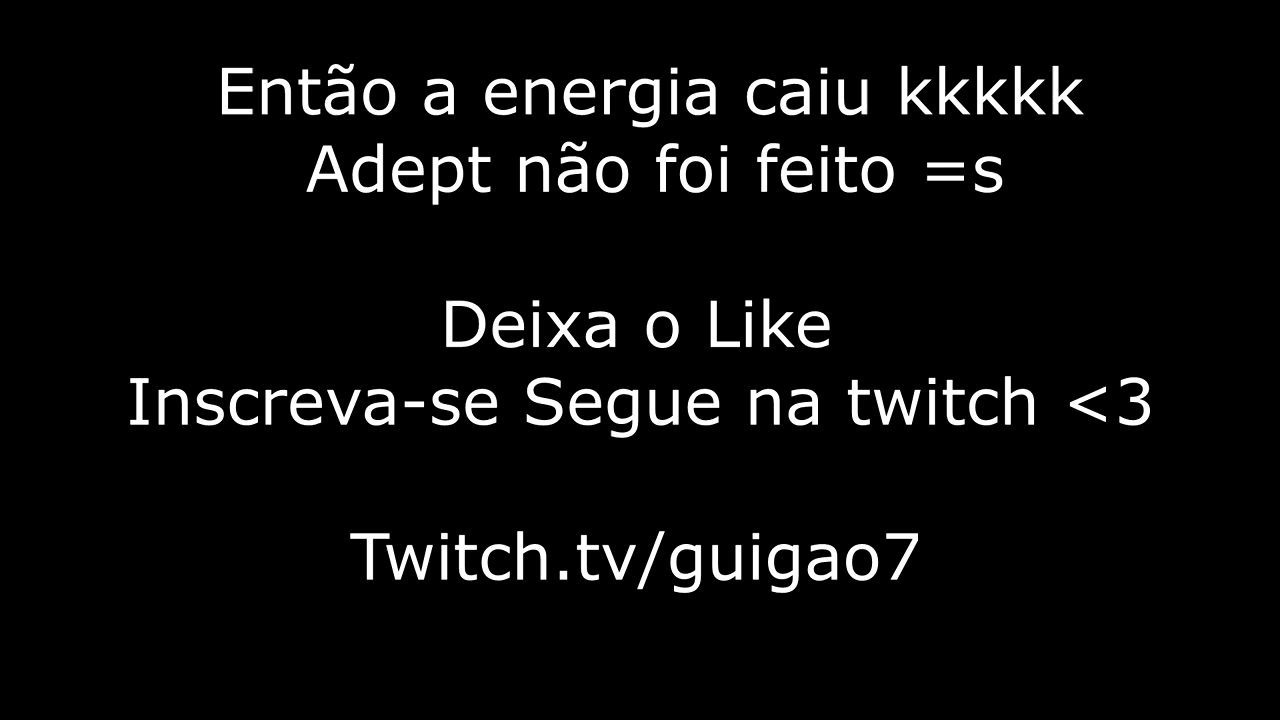 Então a energia caiu kkkkk
Adept não foi feito =s
Deixa o Like
Inscreva-se Segue na twitch <3
Twitch.tv/guigao7